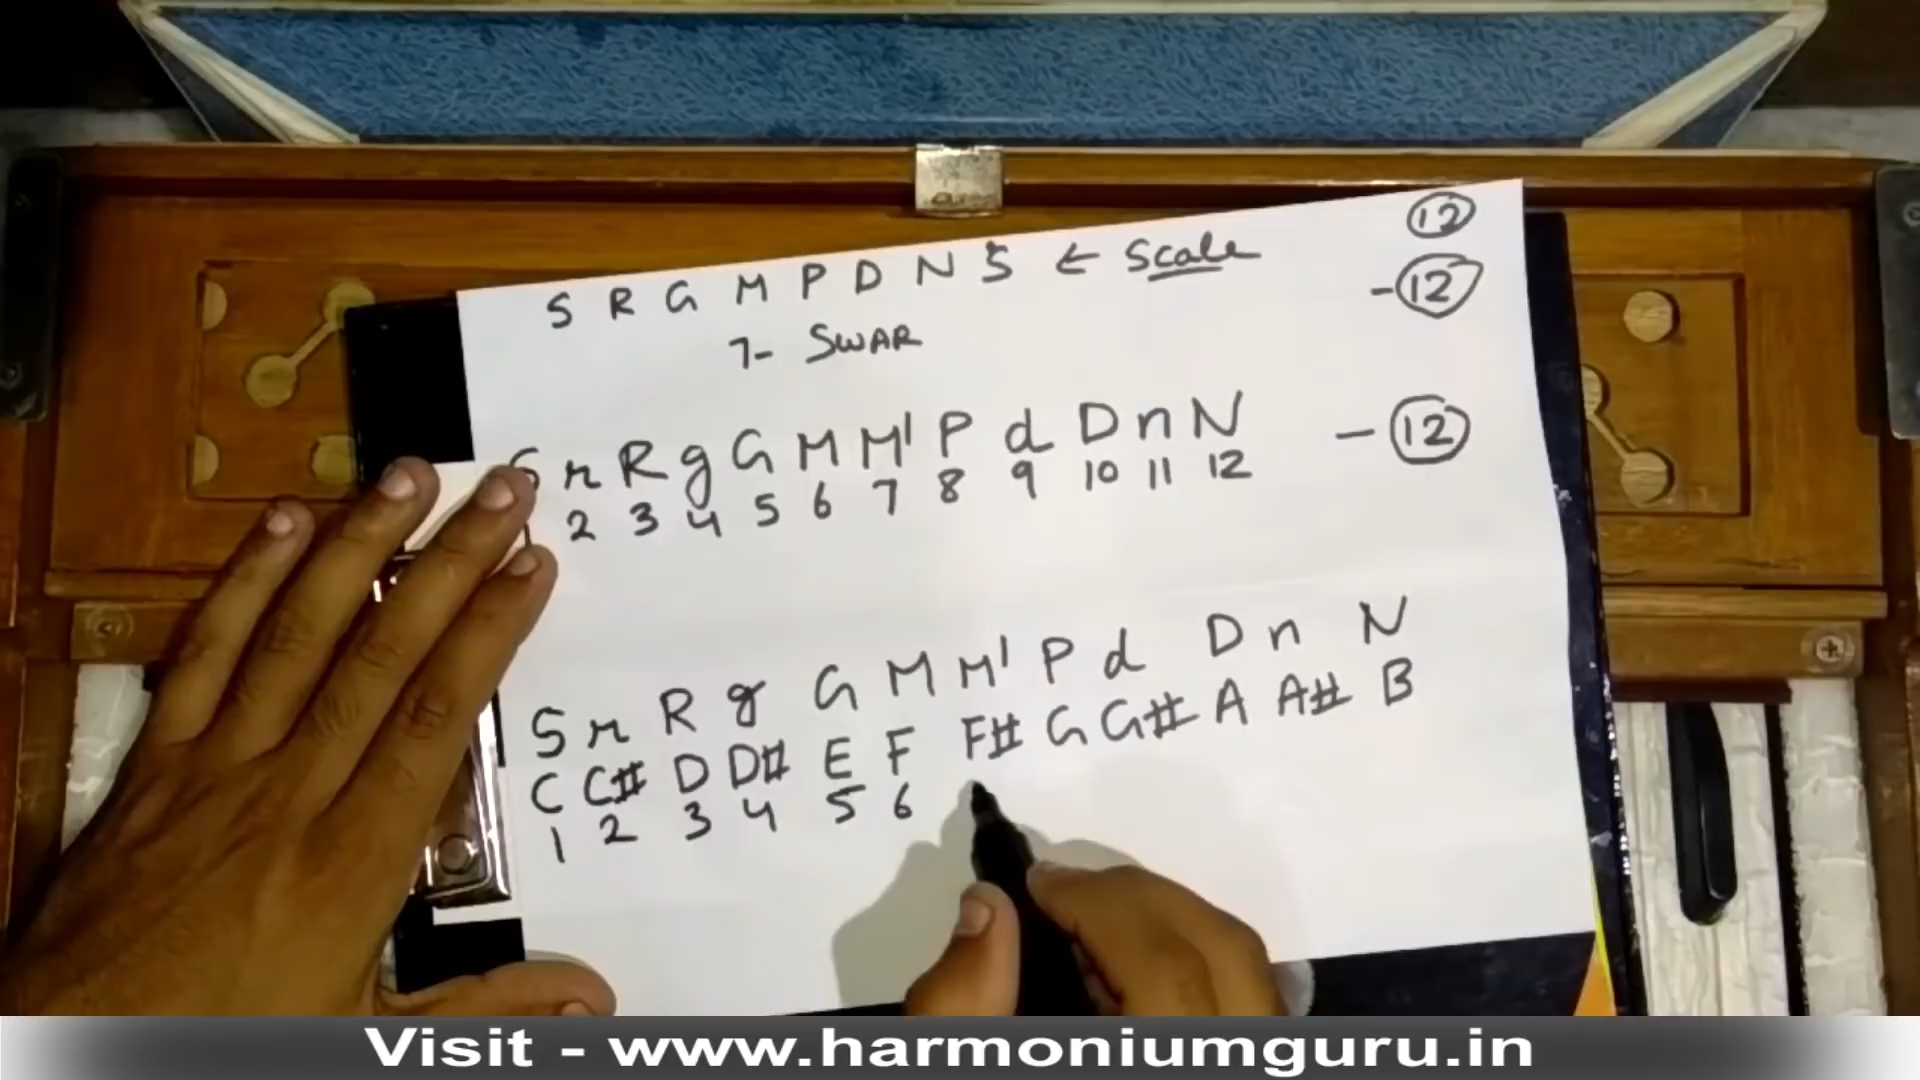 12
S R G M P D N Ṡ ← Scale -12
7- SWAR
S r R g G M M' P d D n N - 12
2 3 4 5 6 7 8 9 10 11 12
S r R g G M M' P d D n N
C C# D D# E F F# G G# A A# B
1 2 3 4 5 6
Visit - www.harmoniumguru.in